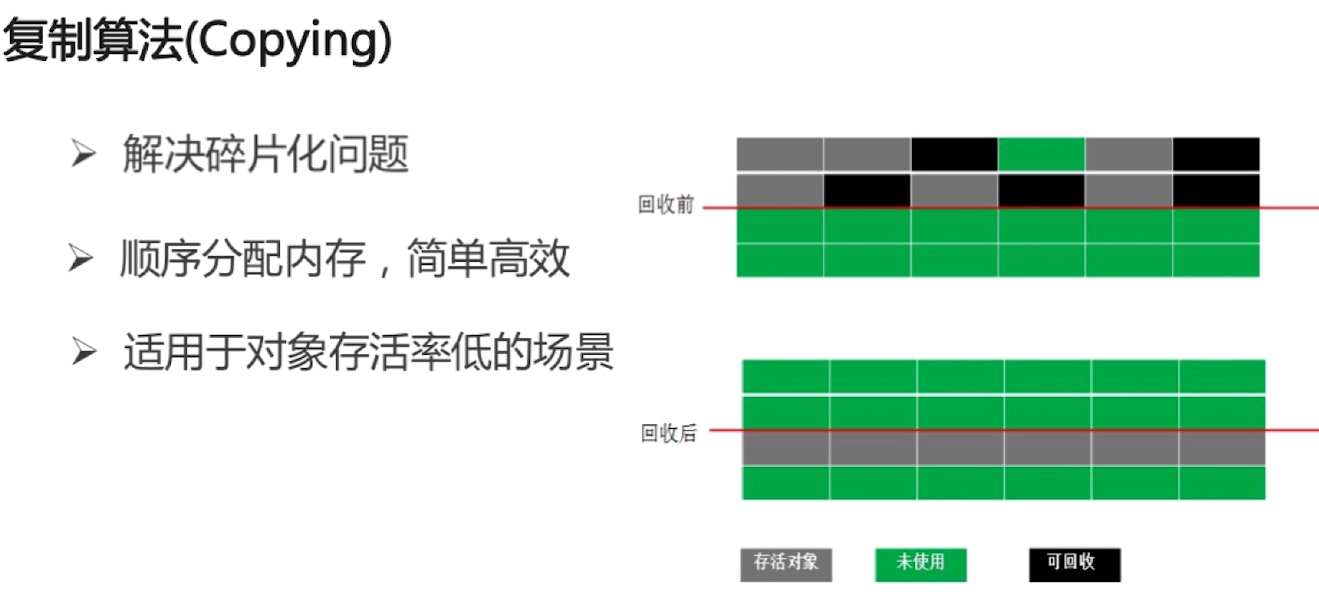 复制算法(Copying)
➢ 解决碎片化问题
➢ 顺序分配内存，简单高效
➢ 适用于对象存活率低的场景
回收前
回收后
存活对象
未使用
可回收